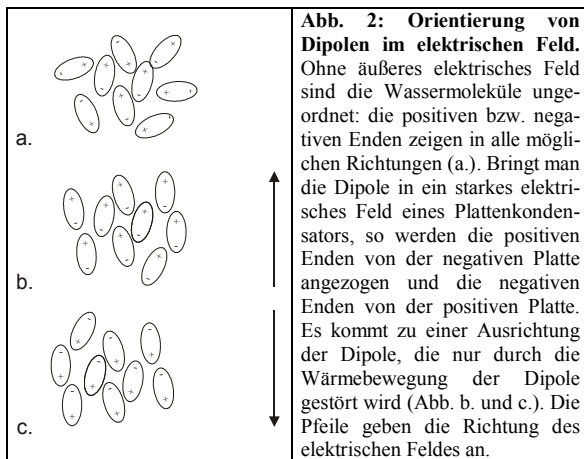 a.
b.
c.
Abb. 2: Orientierung von
Dipolen im elektrischen Feld.
Ohne äußeres elektrisches Feld
sind die Wassermoleküle unge-
ordnet: die positiven bzw. nega-
tiven Enden zeigen in alle mögli-
chen Richtungen (a.). Bringt man
die Dipole in ein starkes elektri-
sches Feld eines Plattenkonden-
sators, so werden die positiven
Enden von der negativen Platte
angezogen und die negativen
Enden von der positiven Platte.
Es kommt zu einer Ausrichtung
der Dipole, die nur durch die
Wärmebewegung der Dipole
gestört wird (Abb. b. und c.). Die
Pfeile geben die Richtung des
elektrischen Feldes an.